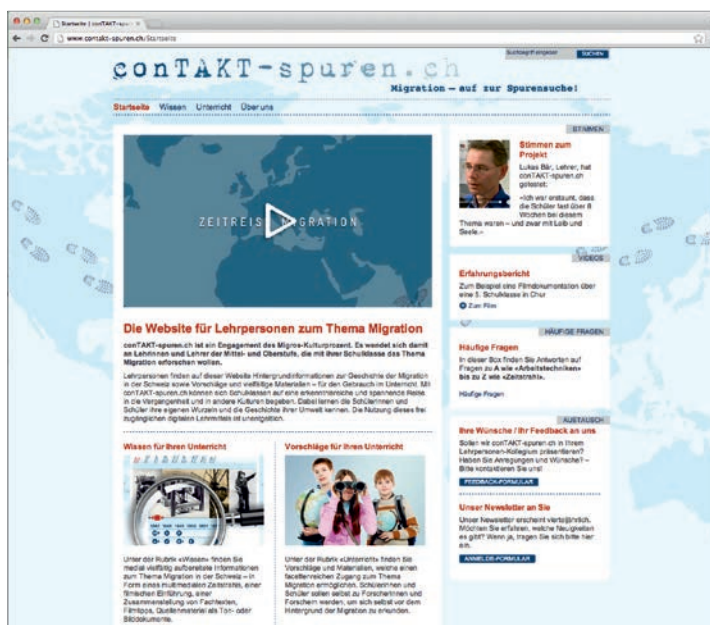 Startseite | conTAKT-spuren
www.contakt-spuren.ch/Startseite
conTAKT-spuren.ch
Migration – auf zur Spurensuche!
Suchbegriff eingeben
SUCHEN
Startseite Wissen Unterricht Über uns
ZEITREISE MIGRATION
Die Website für Lehrpersonen zum Thema Migration
conTAKT-spuren.ch ist ein Engagement des Migros-Kulturprozent. Es wendet sich damit
an Lehrerinnen und Lehrer der Mittel- und Oberstufe, die mit ihrer Schulklasse das Thema
Migration erforschen wollen.
Lehrpersonen finden auf dieser Website Hintergrundinformationen zur Geschichte der Migration
in der Schweiz sowie Vorschläge und vielfältige Materialien – für den Gebrauch im Unterricht. Mit
conTAKT-spuren.ch können sich Schulklassen auf eine erkenntnisreiche und spannende Reise
in die Vergangenheit und in andere Kulturen begeben. Dabei lernen die Schülerinnen und
Schüler ihre eigenen Wurzeln und die Geschichte ihrer Umwelt kennen. Die Nutzung dieses frei
zugänglichen digitalen Lehrmittels ist unentgeltlich.
Wissen für Ihren Unterricht
Unter der Rubrik «Wissen» finden Sie
medial vielfältig aufbereitete Informationen
zum Thema Migration in der Schweiz – in
Form eines multimedialen Zeitstrahls, einer
filmischen Einführung, einer
Zusammenstellung von Fachtexten,
Filmtipps, Quellenmaterial als Ton- oder
Bilddokumente.
Vorschläge für Ihren Unterricht
Unter der Rubrik «Unterricht» finden Sie
Vorschläge und Materialien, welche einen
facettenreichen Zugang zum Thema
Migration ermöglichen. Schülerinnen und
Schüler sollen selbst zu Forscherinnen und
Forschern werden, um sich selbst vor dem
Hintergrund der Migration zu erkunden.
STIMMEN
Stimmen zum
Projekt
Lukas Bär, Lehrer, hat
conTAKT-spuren.ch
getestet:
«Ich war erstaunt, dass
die Schüler fast über 8
Wochen bei diesem
Thema waren – und zwar mit Leib und
Seele.»
VIDEOS
Erfahrungsbericht
Zum Beispiel eine Filmdokumentation über
eine 5. Schulklasse in Chur
Zum Film
HÄUFIGE FRAGEN
Häufige Fragen
In dieser Box finden Sie Antworten auf
Fragen zu A wie «Arbeitstechniken»
bis zu Z wie «Zeitstrahl».
Häufige Fragen
AUSTAUSCH
Ihre Wünsche / Ihr Feedback an uns
Sollen wir conTAKT-spuren.ch in Ihrem
Lehrpersonen-Kollegium präsentieren?
Haben Sie Anregungen und Wünsche? –
Bitte kontaktieren Sie uns!
FEEDBACK-FORMULAR
Unser Newsletter an Sie
Unser Newsletter erscheint vierteljährlich.
Möchten Sie erfahren, welche Neuigkeiten
es gibt? Wenn ja, tragen Sie sich bitte hier
ein.
ANMELDE-FORMULAR